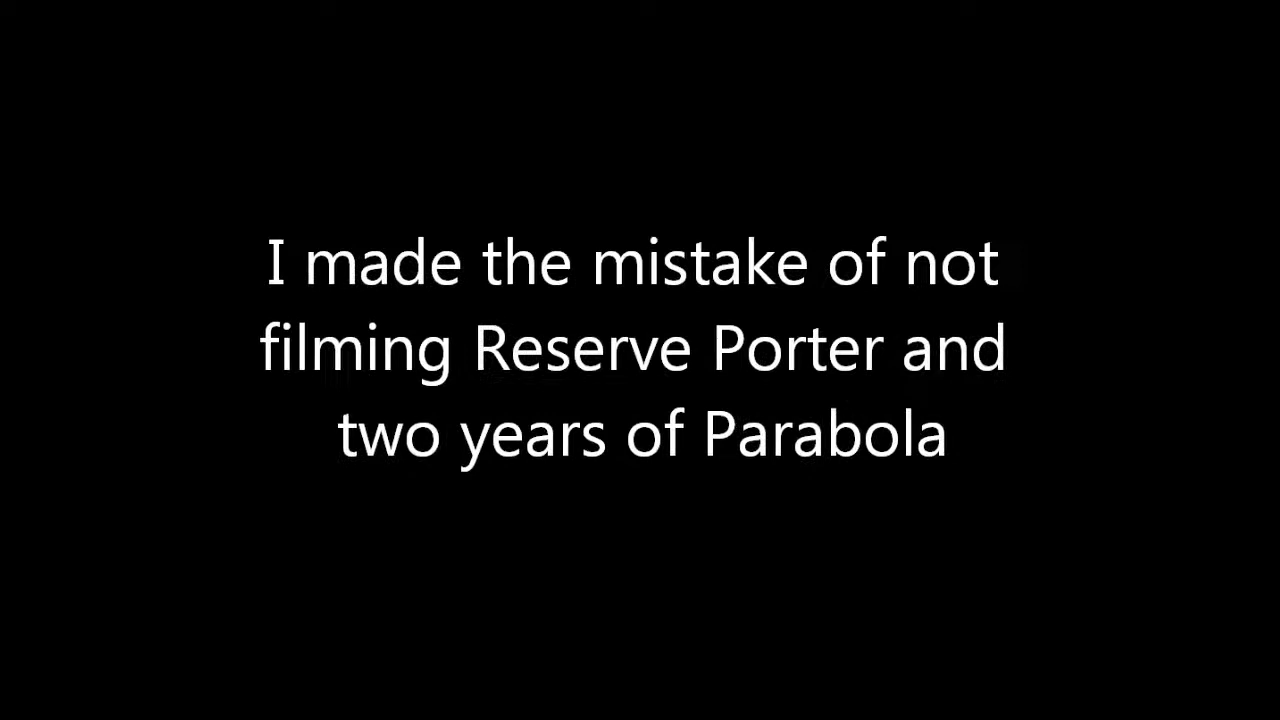 I made the mistake of not
filming Reserve Porter and
two years of Parabola